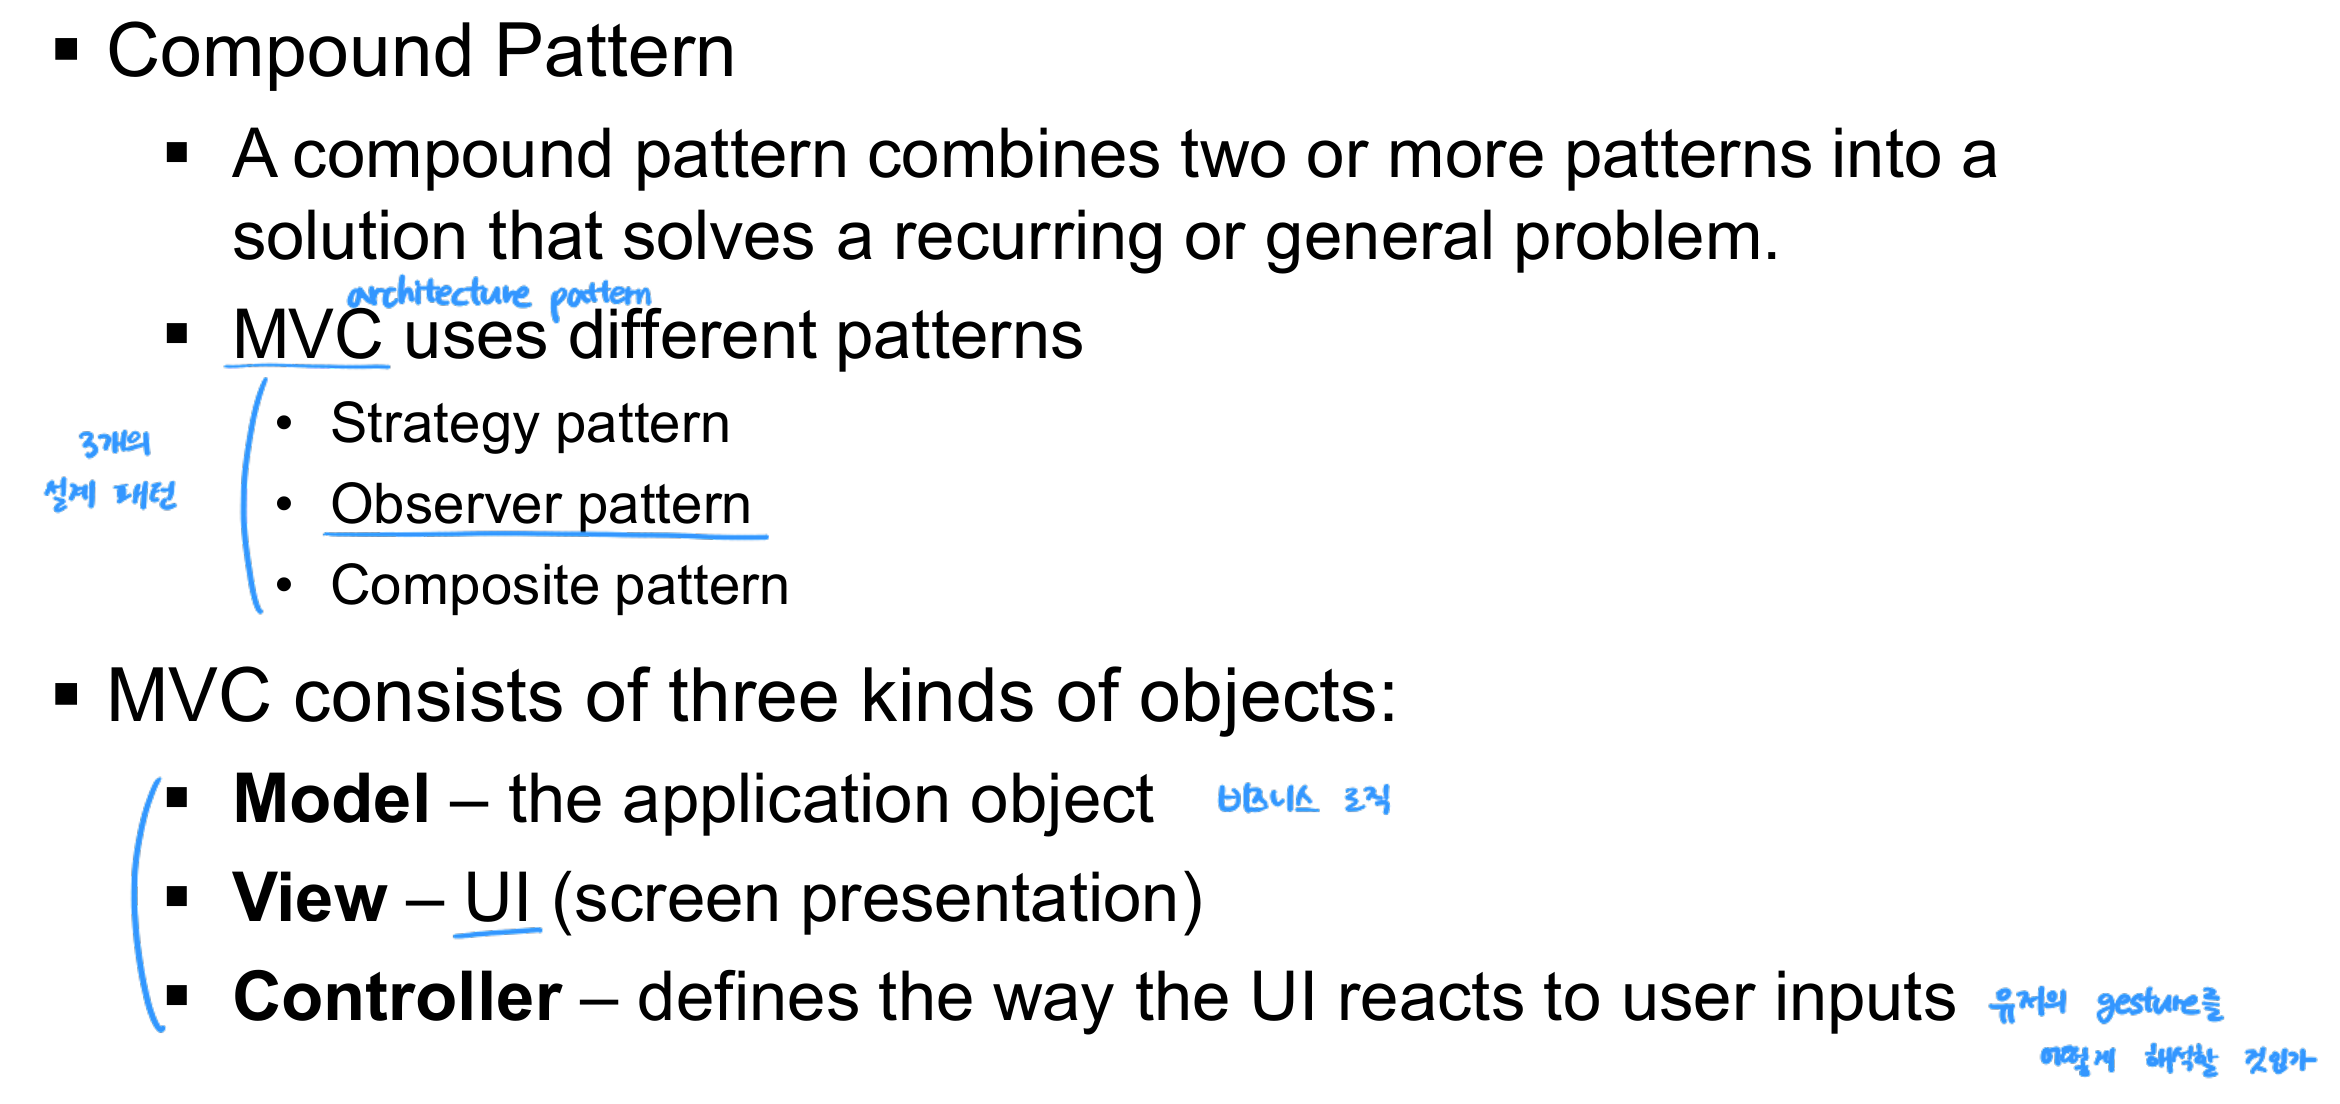 ▪ Compound Pattern
▪ A compound pattern combines two or more patterns into a
solution that solves a recurring or general problem.
architecture pattern
▪ MVC uses different patterns
• Strategy pattern
3개의
설계 패턴
• Observer pattern
• Composite pattern
▪ MVC consists of three kinds of objects:
▪ Model – the application object 비즈니스 로직
▪ View – UI (screen presentation)
▪ Controller – defines the way the UI reacts to user inputs 유저의 gesture를
어떻게 해석할 것인가